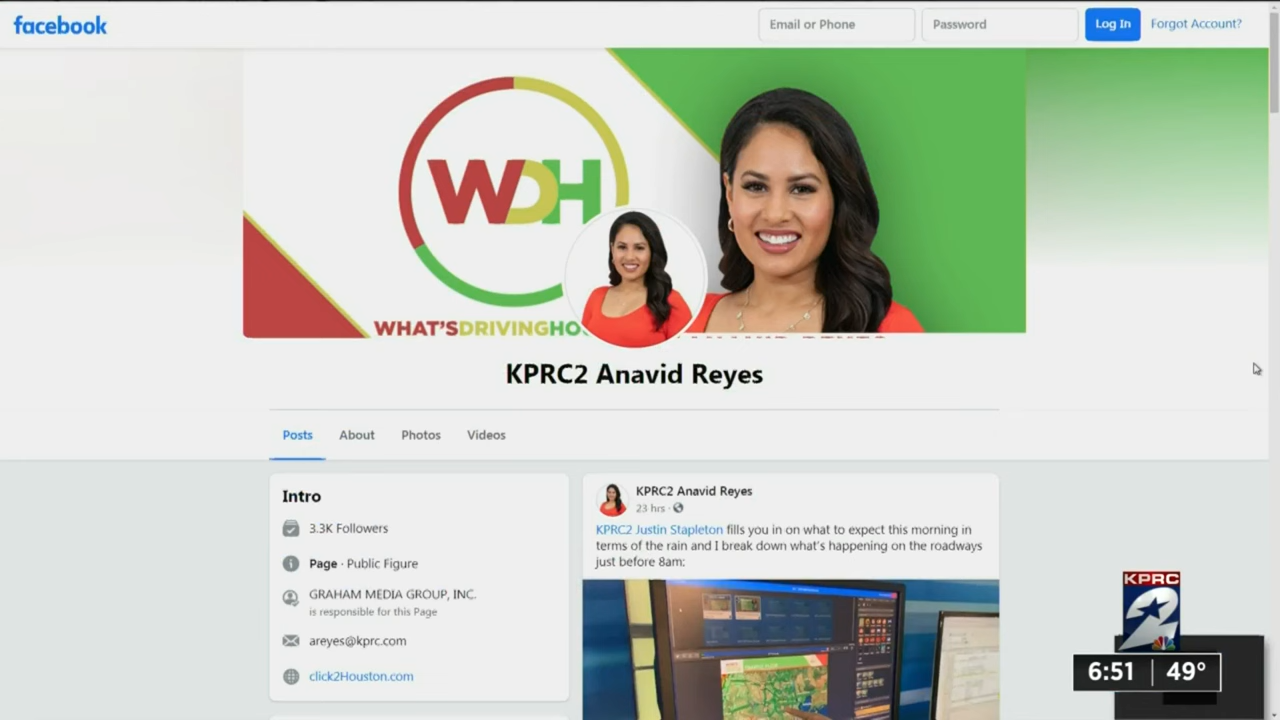 facebook
Email or Phone
Password
Log In
Forgot Account?
WDH
WHAT'SDRIVINGHO
KPRC2 Anavid Reyes
Posts
About
Photos
Videos
Intro
3.3K Followers
Page · Public Figure
GRAHAM MEDIA GROUP, INC.
is responsible for this Page
areyes@kprc.com
click2Houston.com
KPRC2 Anavid Reyes
23 hrs ·
KPRC2 Justin Stapleton fills you in on what to expect this morning in
terms of the rain and I break down what's happening on the roadways
just before 8am:
KPRC
2
6:51 | 49°